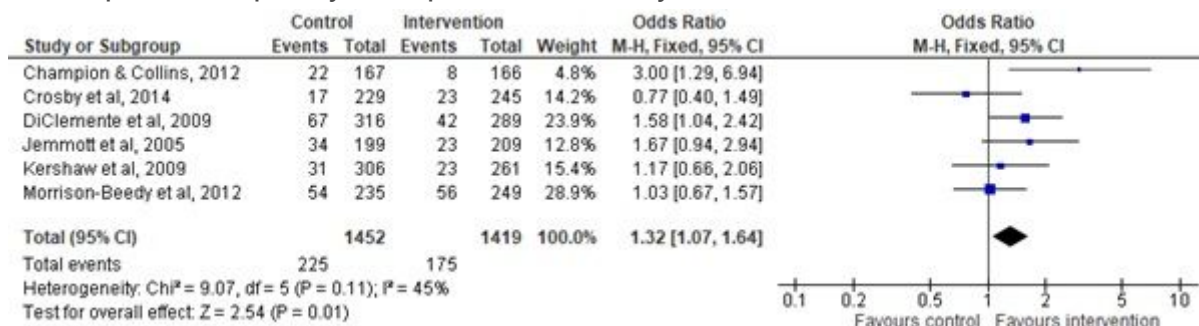 Control Intervention Odds Ratio Odds Ratio
Study or Subgroup Events Total Events Total Weight M-H, Fixed, 95% CI M-H, Fixed, 95% CI
Champion & Collins, 2012 22 167 8 166 4.8% 3.00 [1.29, 6.94]
Crosby et al, 2014 17 229 23 245 14.2% 0.77 [0.40, 1.49]
DiClemente et al, 2009 67 316 42 289 23.9% 1.58 [1.04, 2.42]
Jemmott et al, 2005 34 199 23 209 12.8% 1.67 [0.94, 2.94]
Kershaw et al, 2009 31 306 23 261 15.4% 1.17 [0.66, 2.06]
Morrison-Beedy et al, 2012 54 235 56 249 28.9% 1.03 [0.67, 1.57]
Total (95% CI) 1452 1419 100.0% 1.32 [1.07, 1.64]
Total events 225 175
Heterogeneity: Chi² = 9.07, df = 5 (P = 0.11); I² = 45%
Test for overall effect: Z = 2.54 (P = 0.01)
0.1 0.2 0.5 1 2 5 10
Favours control Favours intervention